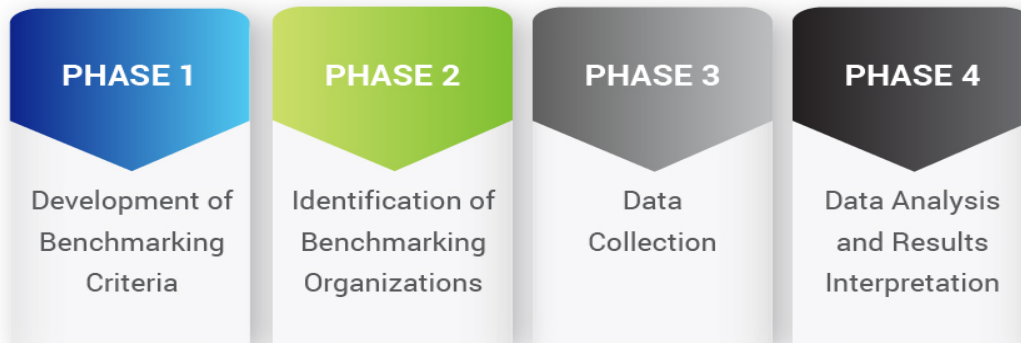 PHASE 1
Development of
Benchmarking
Criteria
PHASE 2
Identification of
Benchmarking
Organizations
PHASE 3
Data
Collection
PHASE 4
Data Analysis
and Results
Interpretation